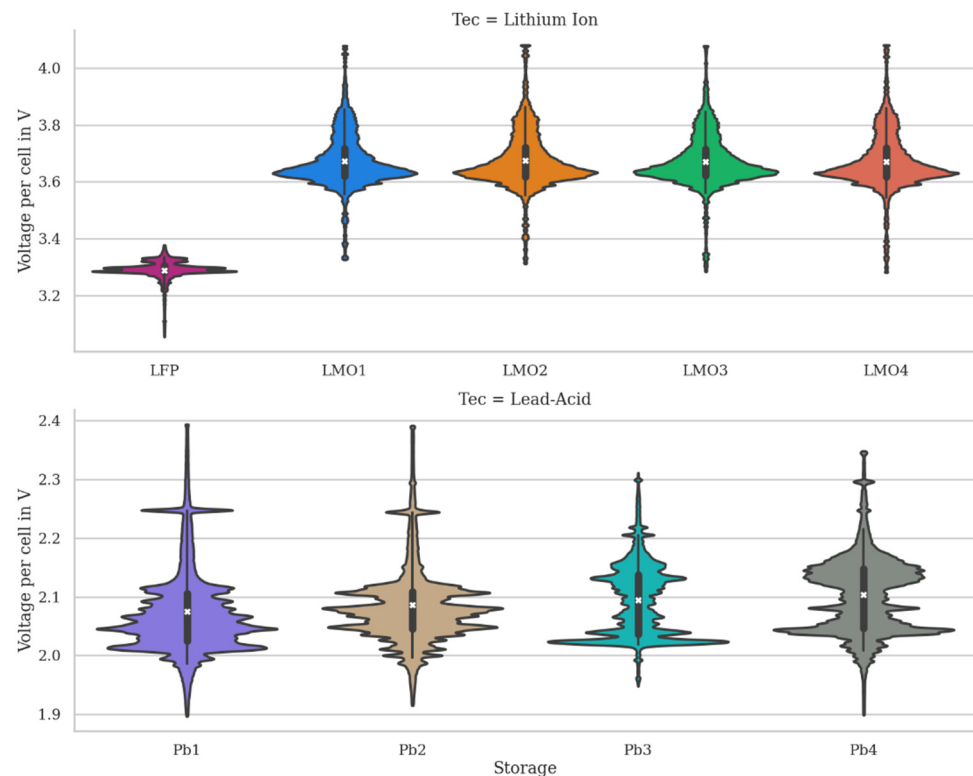 Tec = Lithium Ion
Voltage per cell in V
4.0
3.8
3.6
3.4
3.2
LFP LMO1 LMO2 LMO3 LMO4
Tec = Lead-Acid
Voltage per cell in V
2.4
2.3
2.2
2.1
2.0
1.9
Pb1 Pb2 Pb3 Pb4
Storage